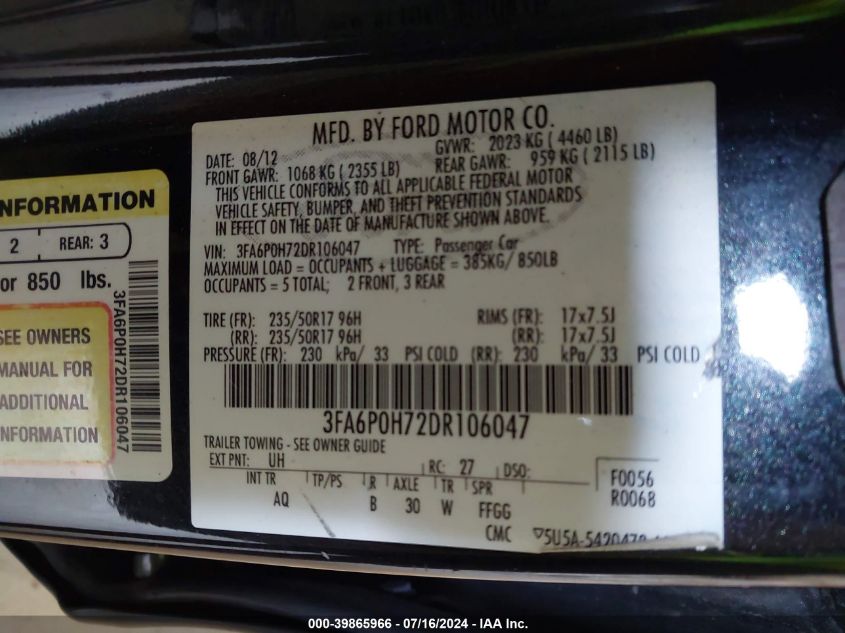 INFORMATION
2 REAR: 3
or 850 lbs.
SEE OWNERS
MANUAL FOR
ADDITIONAL
INFORMATION
3FA6P0H72DR106047
MFD. BY FORD MOTOR CO.
DATE: 08/12 GVWR: 2023 KG ( 4460 LB)
FRONT GAWR: 1068 KG ( 2355 LB) REAR GAWR: 959 KG ( 2115 LB)
THIS VEHICLE CONFORMS TO ALL APPLICABLE FEDERAL MOTOR
VEHICLE SAFETY, BUMPER, AND THEFT PREVENTION STANDARDS
IN EFFECT ON THE DATE OF MANUFACTURE SHOWN ABOVE.
VIN: 3FA6P0H72DR106047 TYPE: Passenger Car
MAXIMUM LOAD = OCCUPANTS + LUGGAGE = 385KG/ 850LB
OCCUPANTS = 5 TOTAL; 2 FRONT, 3 REAR
TIRE (FR): 235/50R17 96H RIMS (FR): 17x7.5J
(RR): 235/50R17 96H (RR): 17x7.5J
PRESSURE (FR): 230 kPa/ 33 PSI COLD (RR): 230 kPa/ 33 PSI COLD
3FA6P0H72DR106047
TRAILER TOWING - SEE OWNER GUIDE
EXT PNT: UH RC: 27 DSO:
INT TR TP/PS R AXLE TR SPR
AQ B 30 W FFGG
F0056
R0068
CMC ▽5U5A-5420472
000-39865966 / 07/16/2024 - IAA Inc.